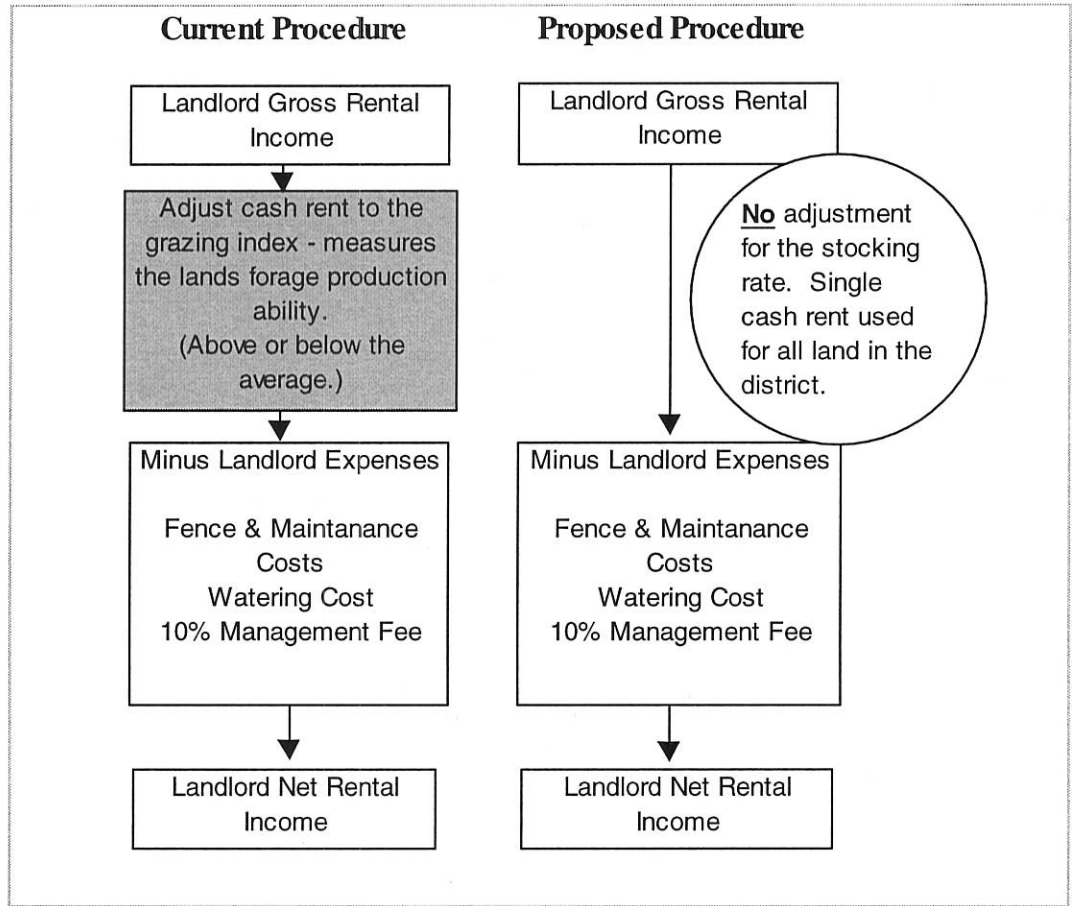 Current Procedure
Landlord Gross Rental
Income
Adjust cash rent to the
grazing index - measures
the lands forage production
ability.
(Above or below the
average.)
Minus Landlord Expenses
Fence & Maintanance
Costs
Watering Cost
10% Management Fee
Landlord Net Rental
Income
Proposed Procedure
Landlord Gross Rental
Income
No adjustment
for the stocking
rate. Single
cash rent used
for all land in the
district.
Minus Landlord Expenses
Fence & Maintanance
Costs
Watering Cost
10% Management Fee
Landlord Net Rental
Income